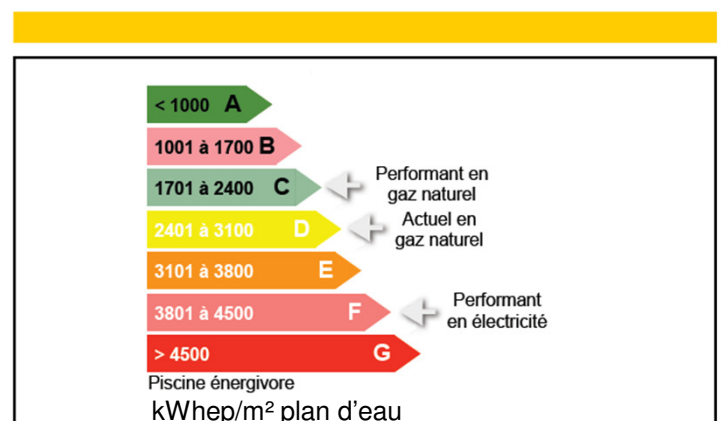 < 1000 A
1001 à 1700 B
1701 à 2400 C
Performant en
gaz naturel
2401 à 3100 D
Actuel en
gaz naturel
3101 à 3800 E
3801 à 4500 F
Performant
en électricité
> 4500 G
Piscine énergivore
kWhep/m² plan d'eau